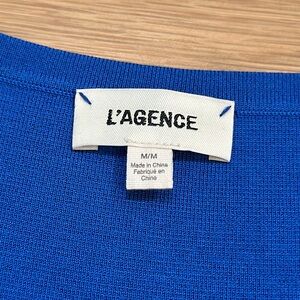 L'AGENCE
M/M
Made in China
Fabriqué en
Chine